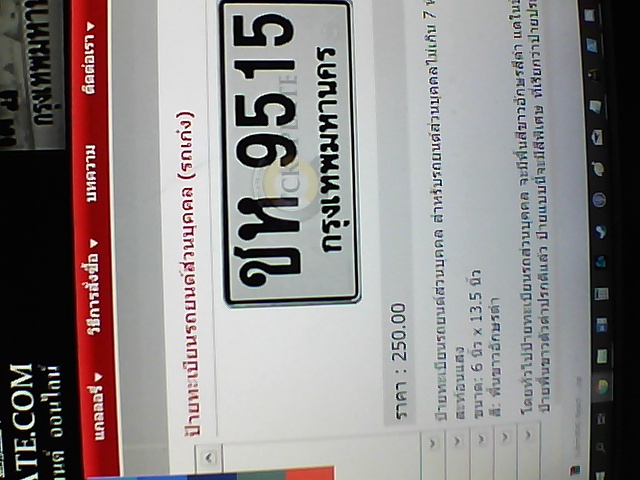 ATE.COM
ออนไลน์
กรุงเทพมหานคร
แกลลอรี่ วิธีการสั่งซื้อ บทความ ติดต่อเรา
ป้ายทะเบียนรถยนต์ส่วนบุคคล (รถเก๋ง)
ชห 9515
กรุงเทพมหานคร
ราคา : 250.00
ป้ายทะเบียนรถยนต์ส่วนบุคคล สำหรับรถยนต์ส่วนบุคคลไม่เกิน 7
สะท้อนแสง
ขนาด: 6 นิ้ว x 13.5 นิ้ว
สี: พื้นขาวอักษรดำ
โดยทั่วไปป้ายทะเบียนรถส่วนบุคคล จะมีพื้นสีขาวอักษรสีดำ แต่ใน
ป้ายพื้นขาวตัวดำปรกติแล้ว ป้ายแบบนี้จะมีสีพิเศษ ที่เรียกว่าป้ายประ